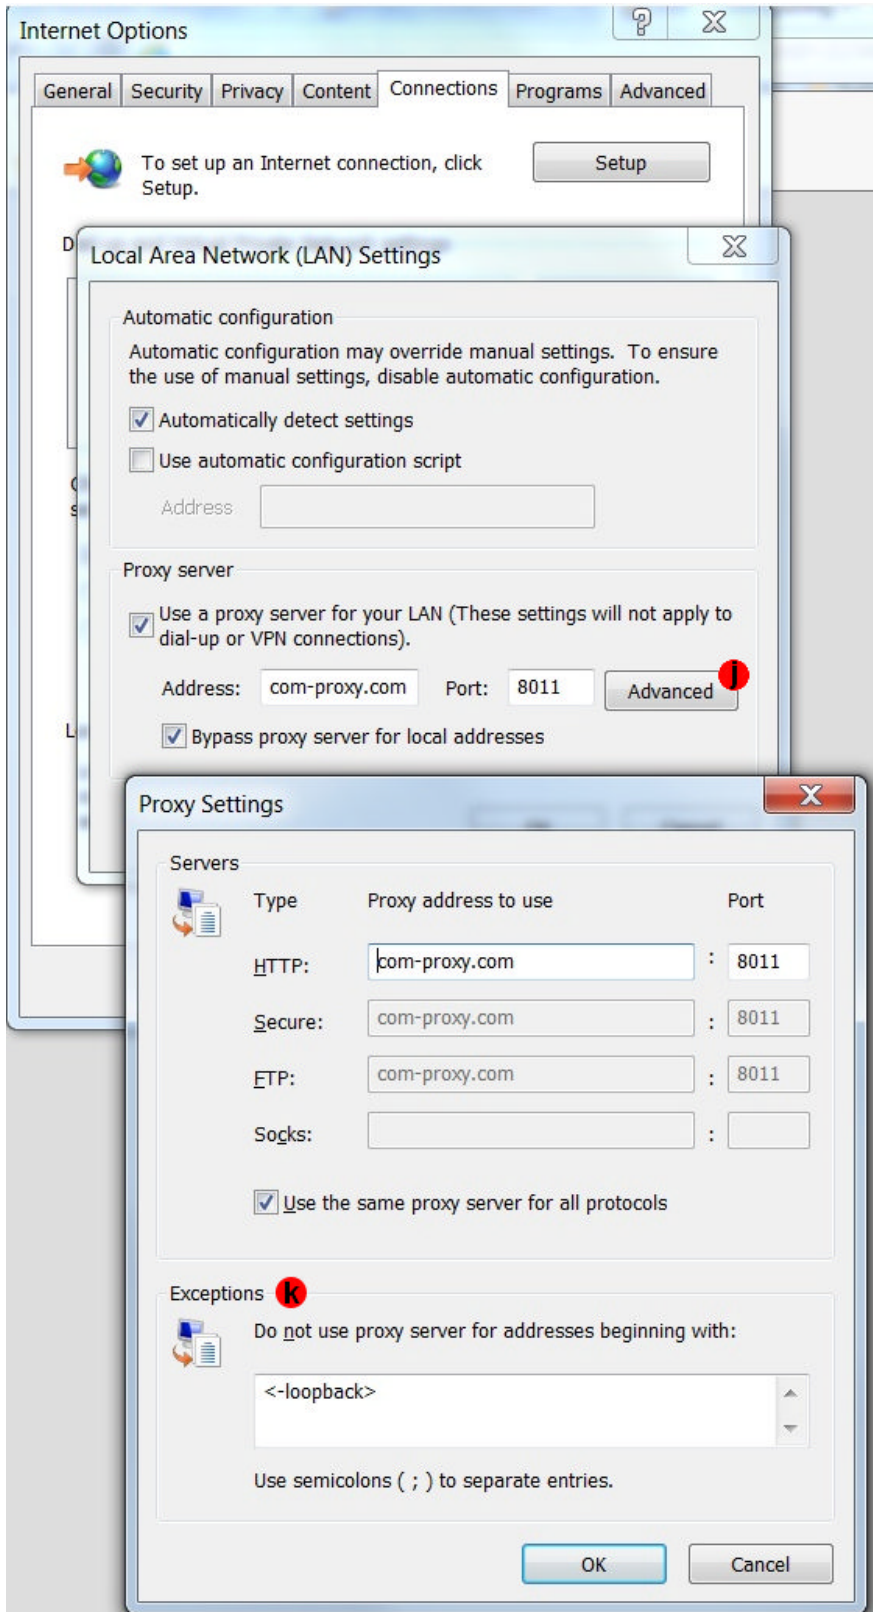 Internet Options
General Security Privacy Content Connections Programs Advanced
To set up an Internet connection, click
Setup.
Setup
Local Area Network (LAN) Settings
Automatic configuration
Automatic configuration may override manual settings. To ensure
the use of manual settings, disable automatic configuration.
Automatically detect settings
Use automatic configuration script
Address
Proxy server
Use a proxy server for your LAN (These settings will not apply to
dial-up or VPN connections).
j
Address: com-proxy.com Port: 8011 Advanced
Bypass proxy server for local addresses
Proxy Settings
Servers
Type Proxy address to use Port
HTTP: com-proxy.com : 8011
Secure: com-proxy.com : 8011
FTP: com-proxy.com : 8011
Socks: :
Use the same proxy server for all protocols
Exceptions k
Do not use proxy server for addresses beginning with:
<-loopback>
Use semicolons ( ; ) to separate entries.
OK Cancel